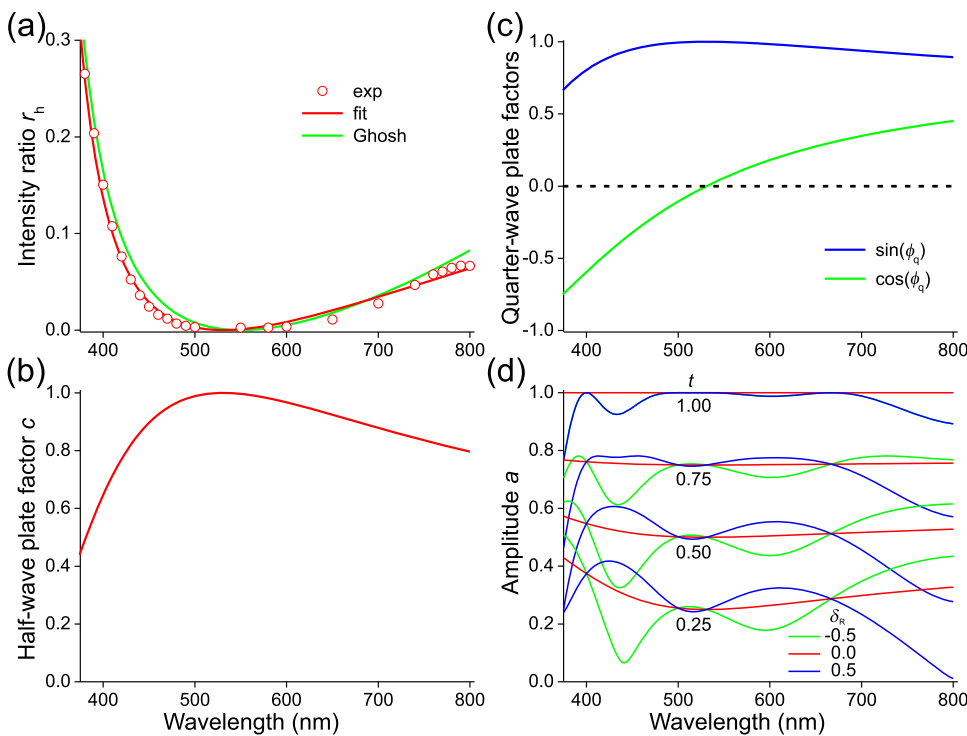 (a)
Intensity ratio r_h
0.3
0.2
0.1
0.0
exp
fit
Ghosh
400 500 600 700 800
(b)
Half-wave plate factor c
1.0
0.8
0.6
0.4
0.2
0.0
400 500 600 700 800
Wavelength (nm)
(c)
Quarter-wave plate factors
1.0
0.5
0.0
-0.5
-1.0
sin(ϕ_q)
cos(ϕ_q)
400 500 600 700 800
(d)
Amplitude a
1.0
0.8
0.6
0.4
0.2
0.0
t
1.00
0.75
0.50
0.25
δ_R
-0.5
0.0
0.5
400 500 600 700 800
Wavelength (nm)